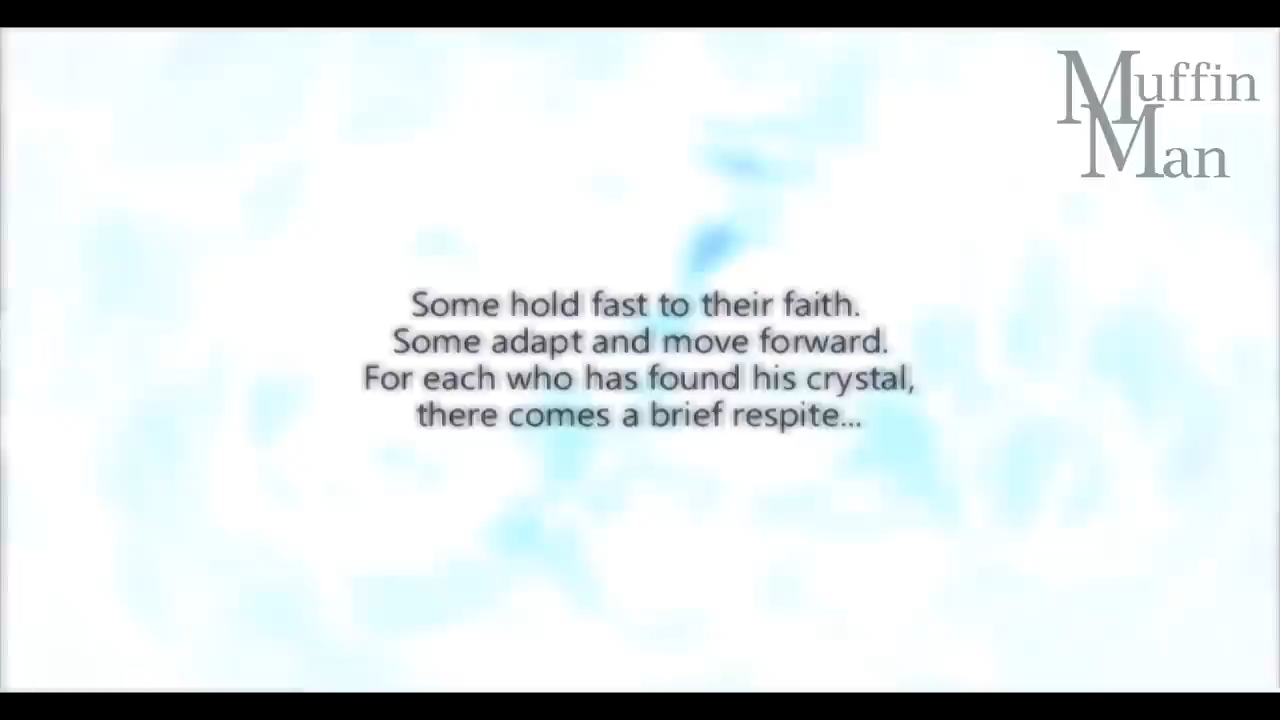 Muffin
Man
Some hold fast to their faith.
Some adapt and move forward.
For each who has found his crystal,
there comes a brief respite...